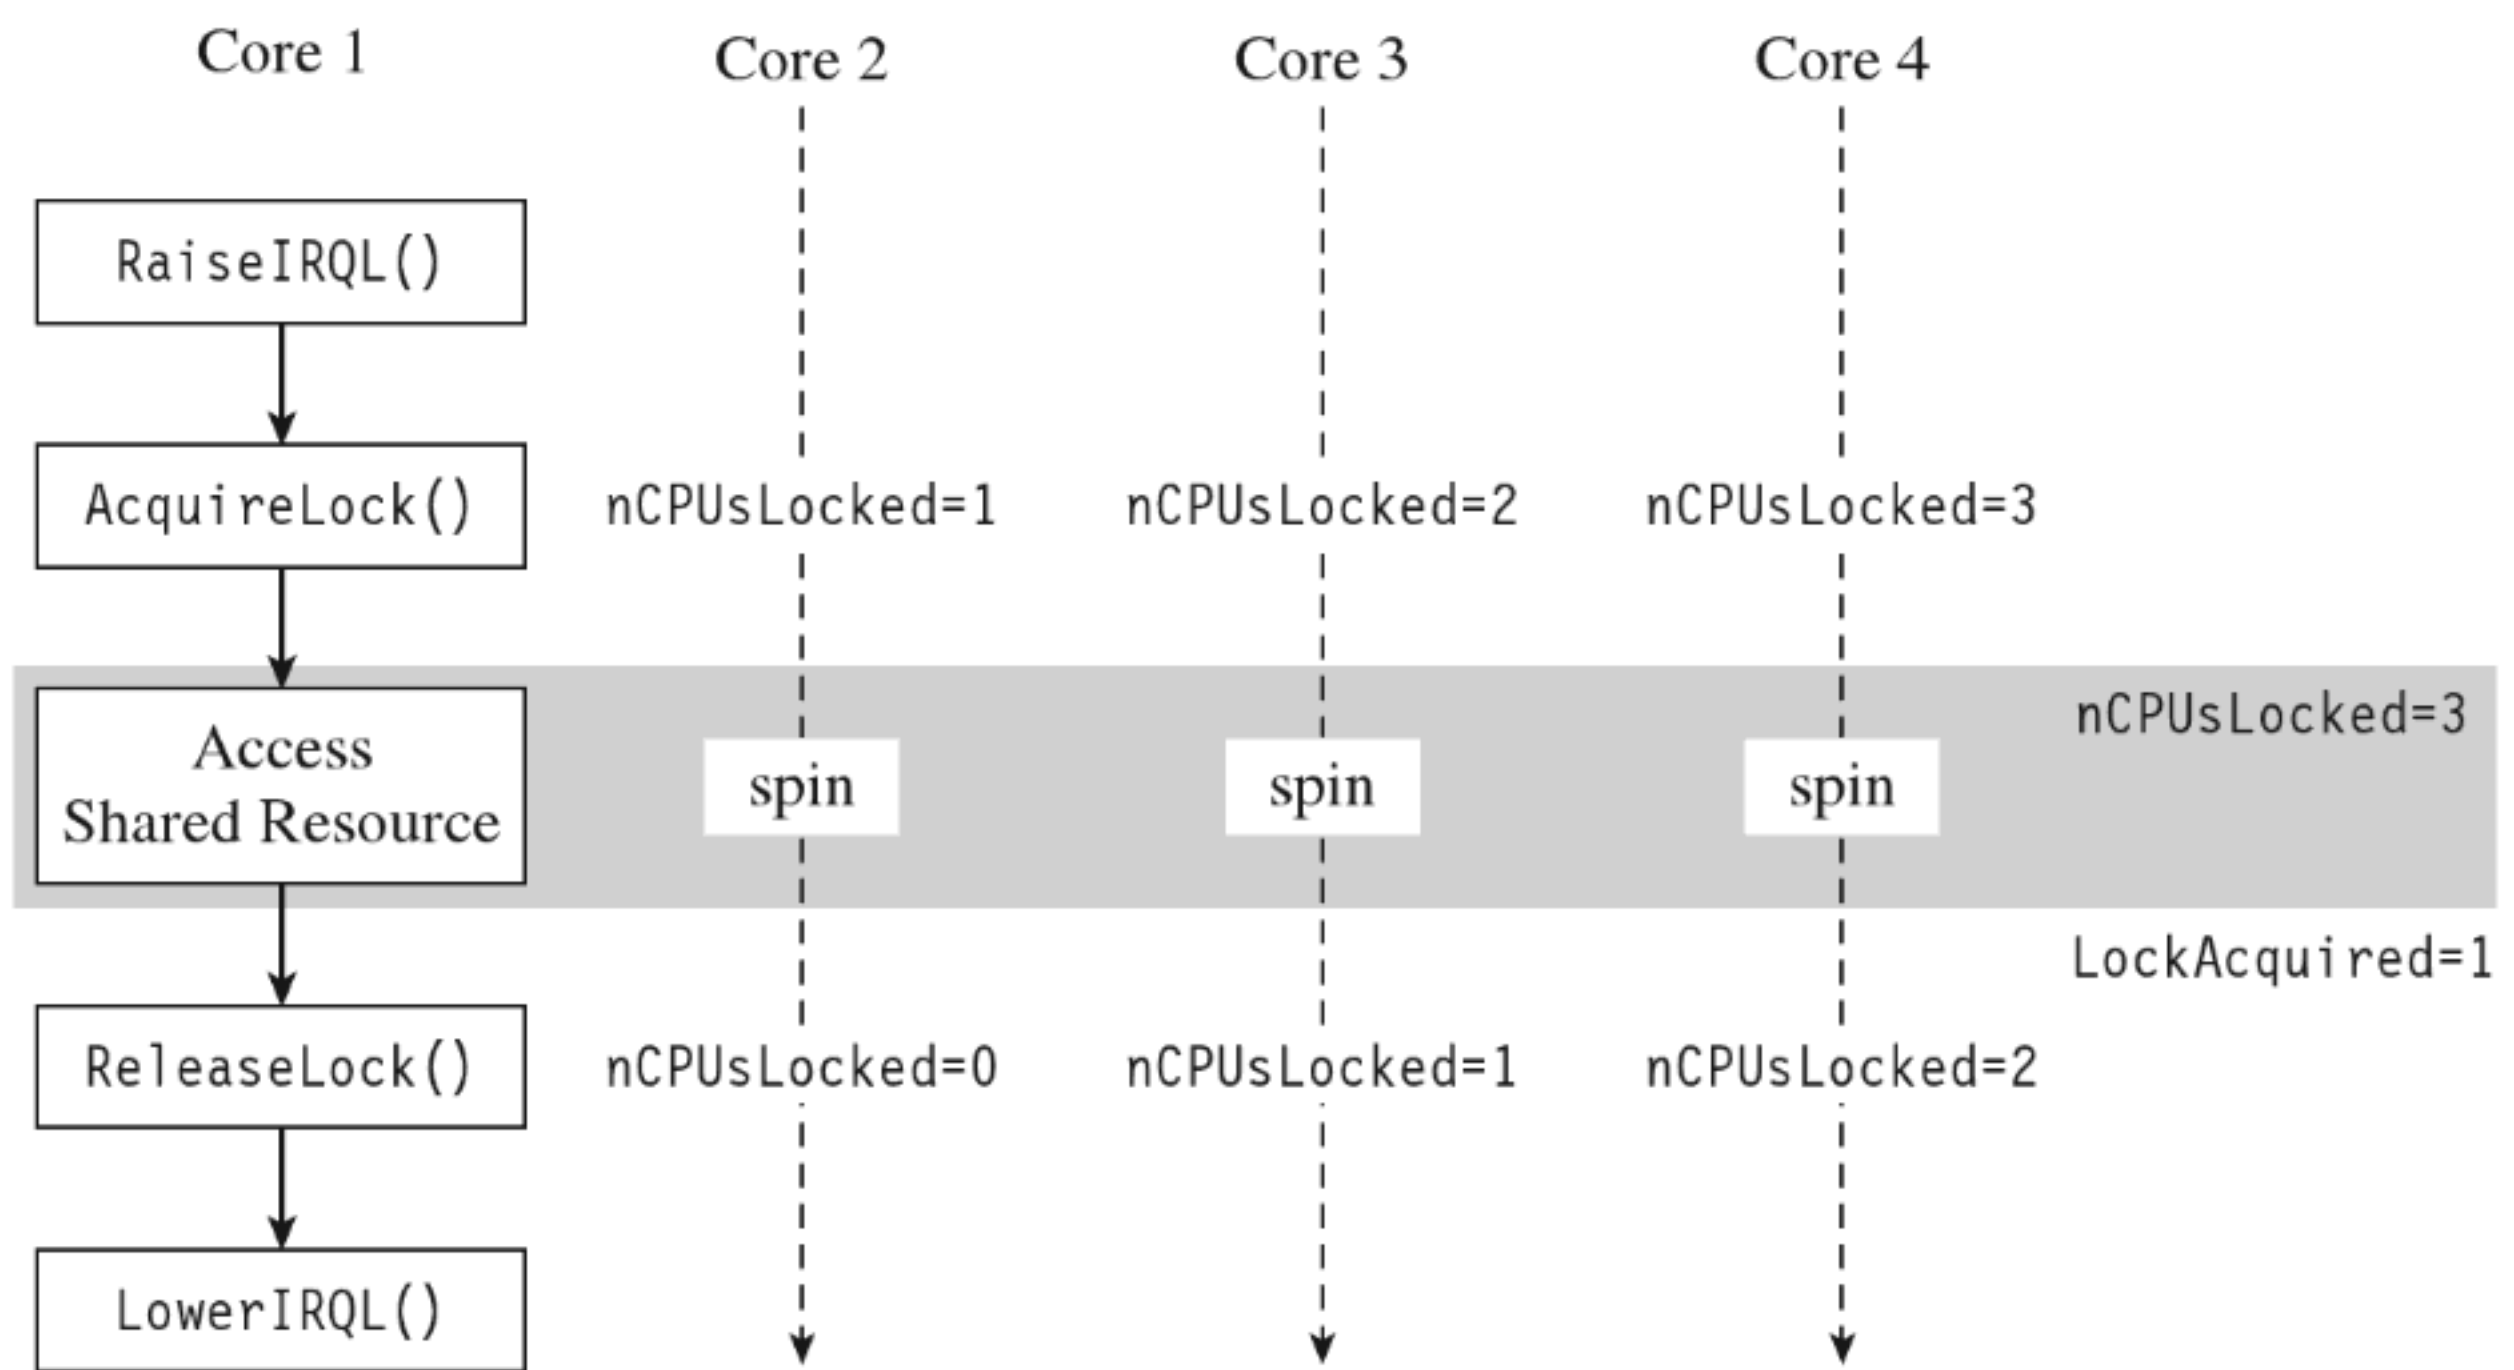 Core 1
Core 2
Core 3
Core 4
RaiseIRQL()
AcquireLock()
nCPUsLocked=1
nCPUsLocked=2
nCPUsLocked=3
nCPUsLocked=3
Access
Shared Resource
spin
spin
spin
LockAcquired=1
ReleaseLock()
nCPUsLocked=0
nCPUsLocked=1
nCPUsLocked=2
LowerIRQL()